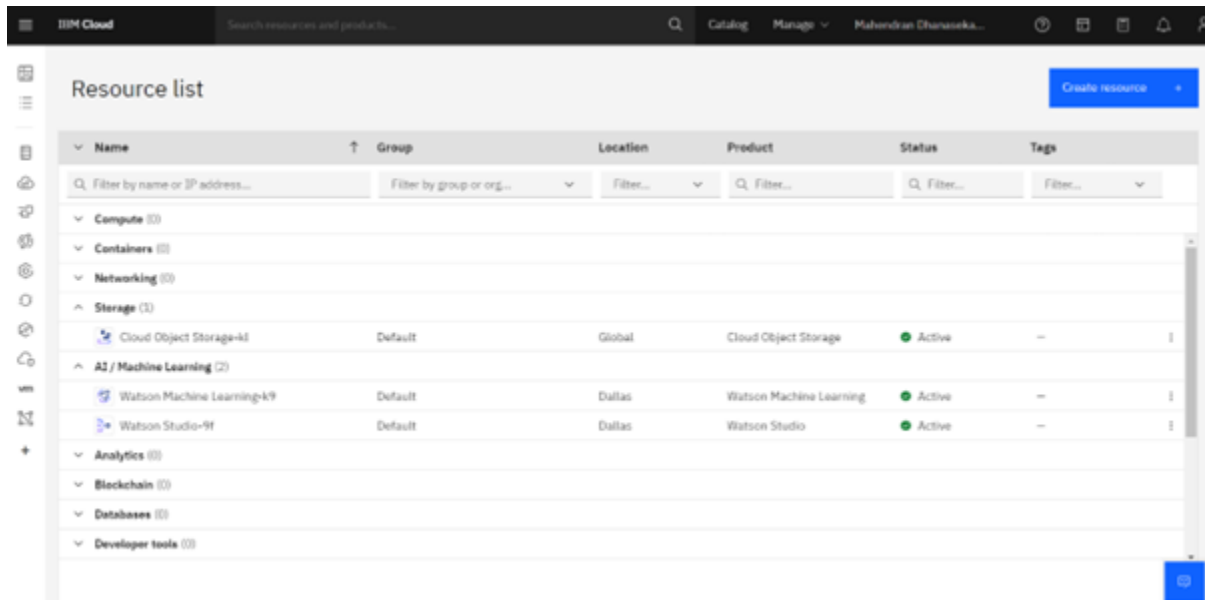 IBM Cloud Search resources and products... Catalog Manage Mahendran Dhanaseka...
Resource list
Create resource +
Name Group Location Product Status Tags
Filter by name or IP address... Filter by group or org... Filter... Filter... Filter... Filter...
Compute (0)
Containers (0)
Networking (0)
Storage (1)
Cloud Object Storage-kl Default Global Cloud Object Storage Active –
AI / Machine Learning (2)
Watson Machine Learning-k9 Default Dallas Watson Machine Learning Active –
vm
Watson Studio-9f Default Dallas Watson Studio Active –
Analytics (0)
Blockchain (0)
Databases (0)
Developer tools (0)